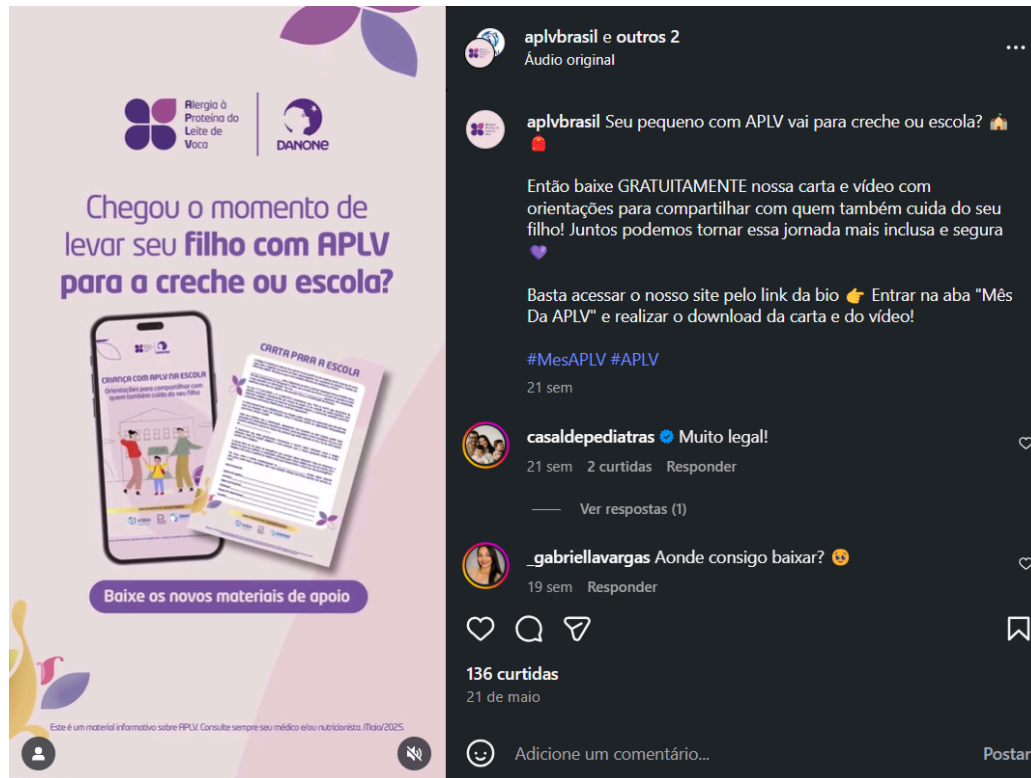 Alergia à
Proteína do
Leite de
Vaca
DANONE
Chegou o momento de
levar seu filho com APLV
para a creche ou escola?
CRIANÇA COM APLV NA ESCOLA
Orientações para compartilhar com
quem também cuida do seu filho
CARTA PARA A ESCOLA
Baixe os novos materiais de apoio
Este é um material informativo sobre APLV. Consulte sempre seu médico e/ou nutricionista. Maio/2025.
aplvbrasil e outros 2
Áudio original
aplvbrasil Seu pequeno com APLV vai para creche ou escola? 🏫
🎒
Então baixe GRATUITAMENTE nossa carta e vídeo com
orientações para compartilhar com quem também cuida do seu
filho! Juntos podemos tornar essa jornada mais inclusa e segura
💜
Basta acessar o nosso site pelo link da bio 👉 Entrar na aba "Mês
Da APLV" e realizar o download da carta e do vídeo!
#MesAPLV #APLV
21 sem
casaldepediatras Muito legal!
21 sem 2 curtidas Responder
Ver respostas (1)
_gabriellavargas Aonde consigo baixar? 🥹
19 sem Responder
136 curtidas
21 de maio
Adicione um comentário...
Postar